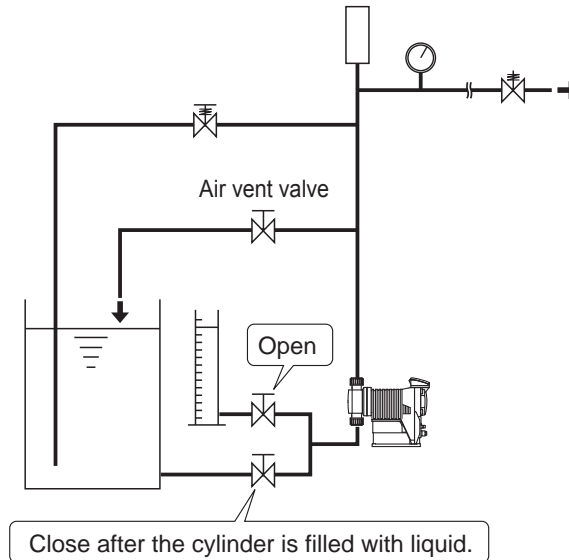 Air vent valve
Open
Close after the cylinder is filled with liquid.